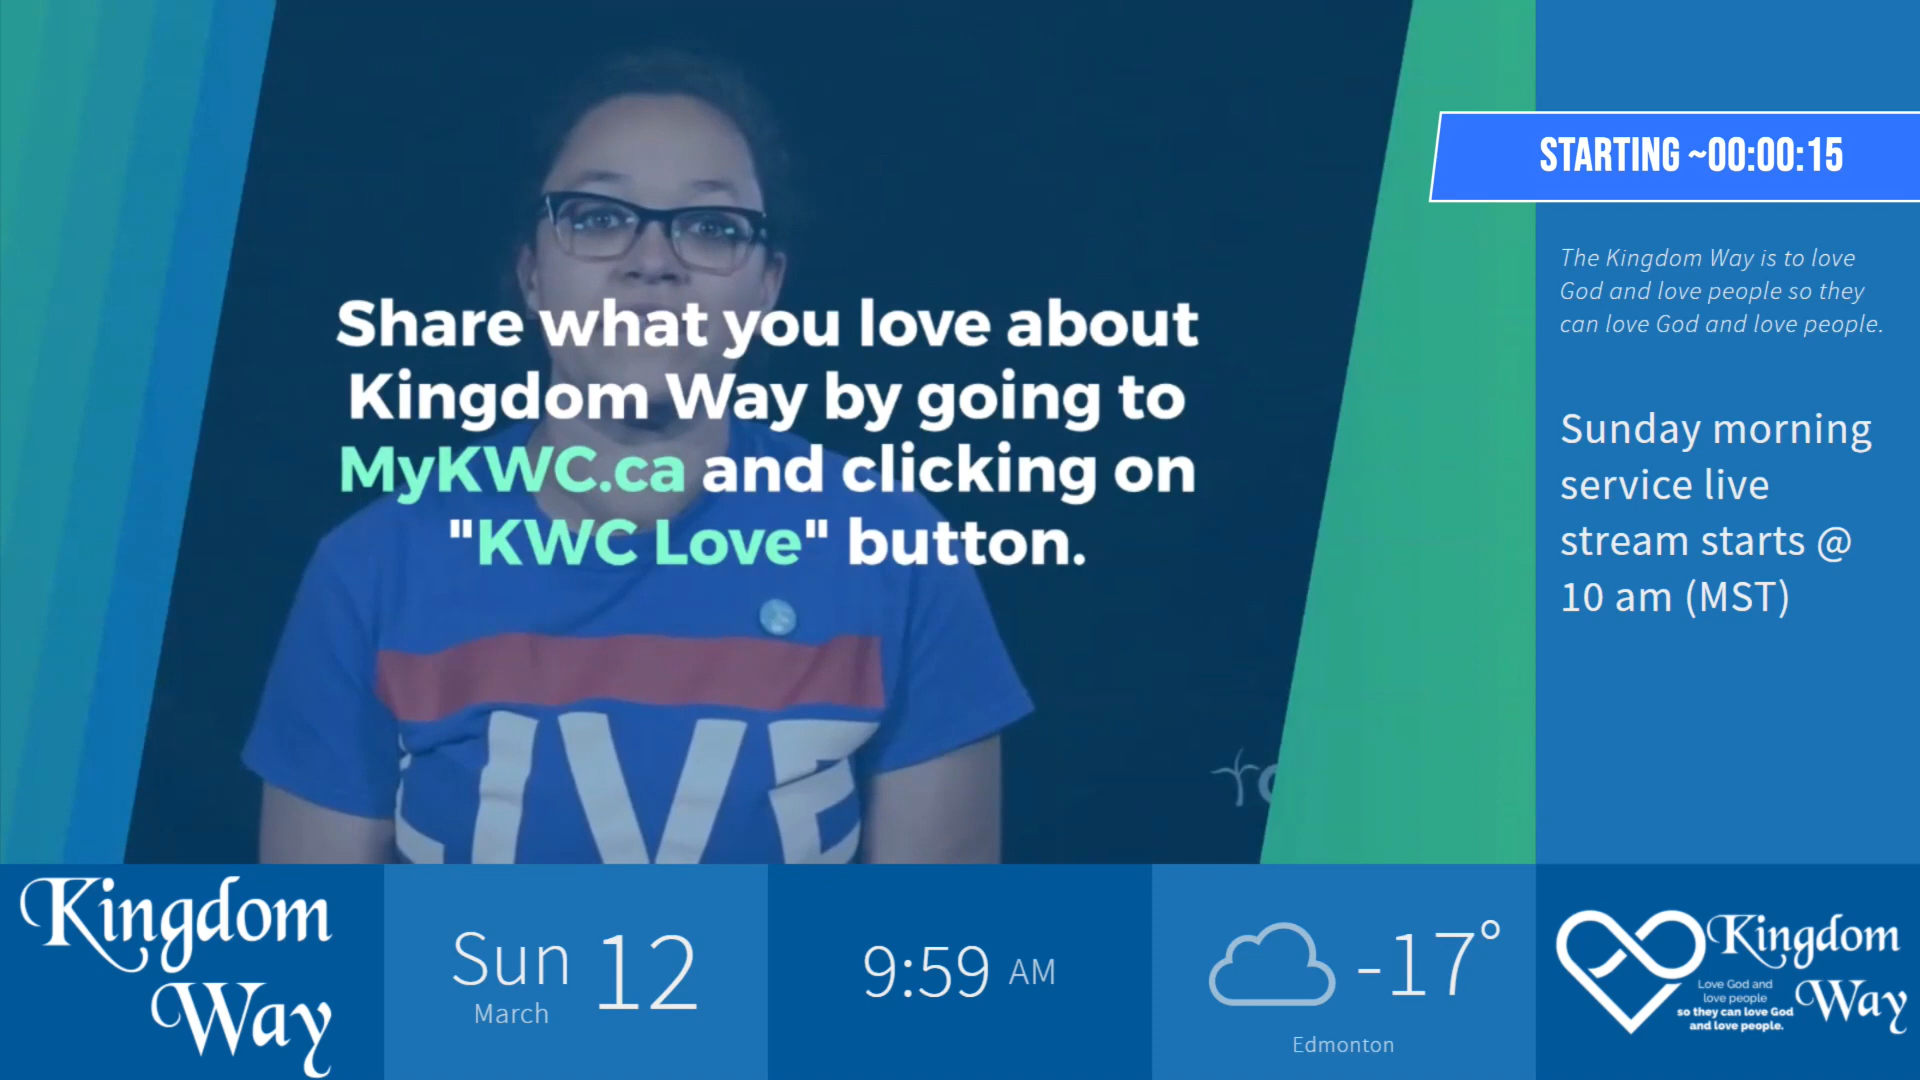 Share what you love about
Kingdom Way by going to
MyKWC.ca and clicking on
"KWC Love" button.
LIVE
STARTING ~00:00:15
The Kingdom Way is to love
God and love people so they
can love God and love people.
Sunday morning
service live
stream starts @
10 am (MST)
Kingdom
Way
Sun 12
March
9:59 AM
-17°
Edmonton
Kingdom
Way
Love God and
love people
so they can love God
and love people.